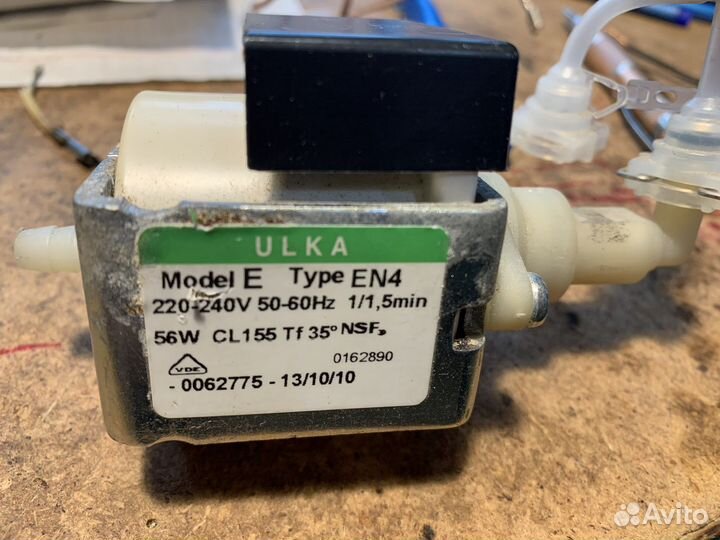 ULKA
Model E Type EN4
220-240V 50-60Hz 1/1,5min
56W CL155 Tf 35° NSF
0162890
VDE
- 0062775 - 13/10/10
Avito